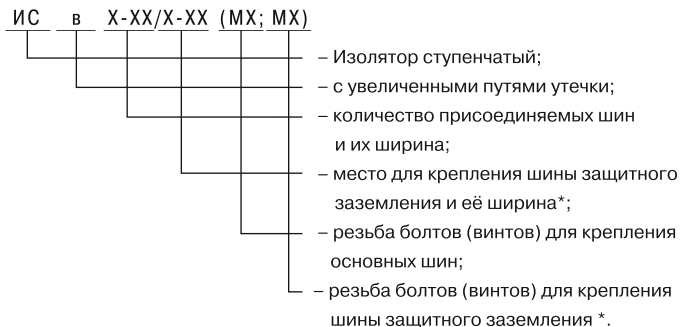 ИС в Х-ХХ/Х-ХХ (МХ; МХ)
– Изолятор ступенчатый;
– с увеличенными путями утечки;
– количество присоединяемых шин
и их ширина;
– место для крепления шины защитного
заземления и её ширина*;
– резьба болтов (винтов) для крепления
основных шин;
– резьба болтов (винтов) для крепления
шины защитного заземления *.